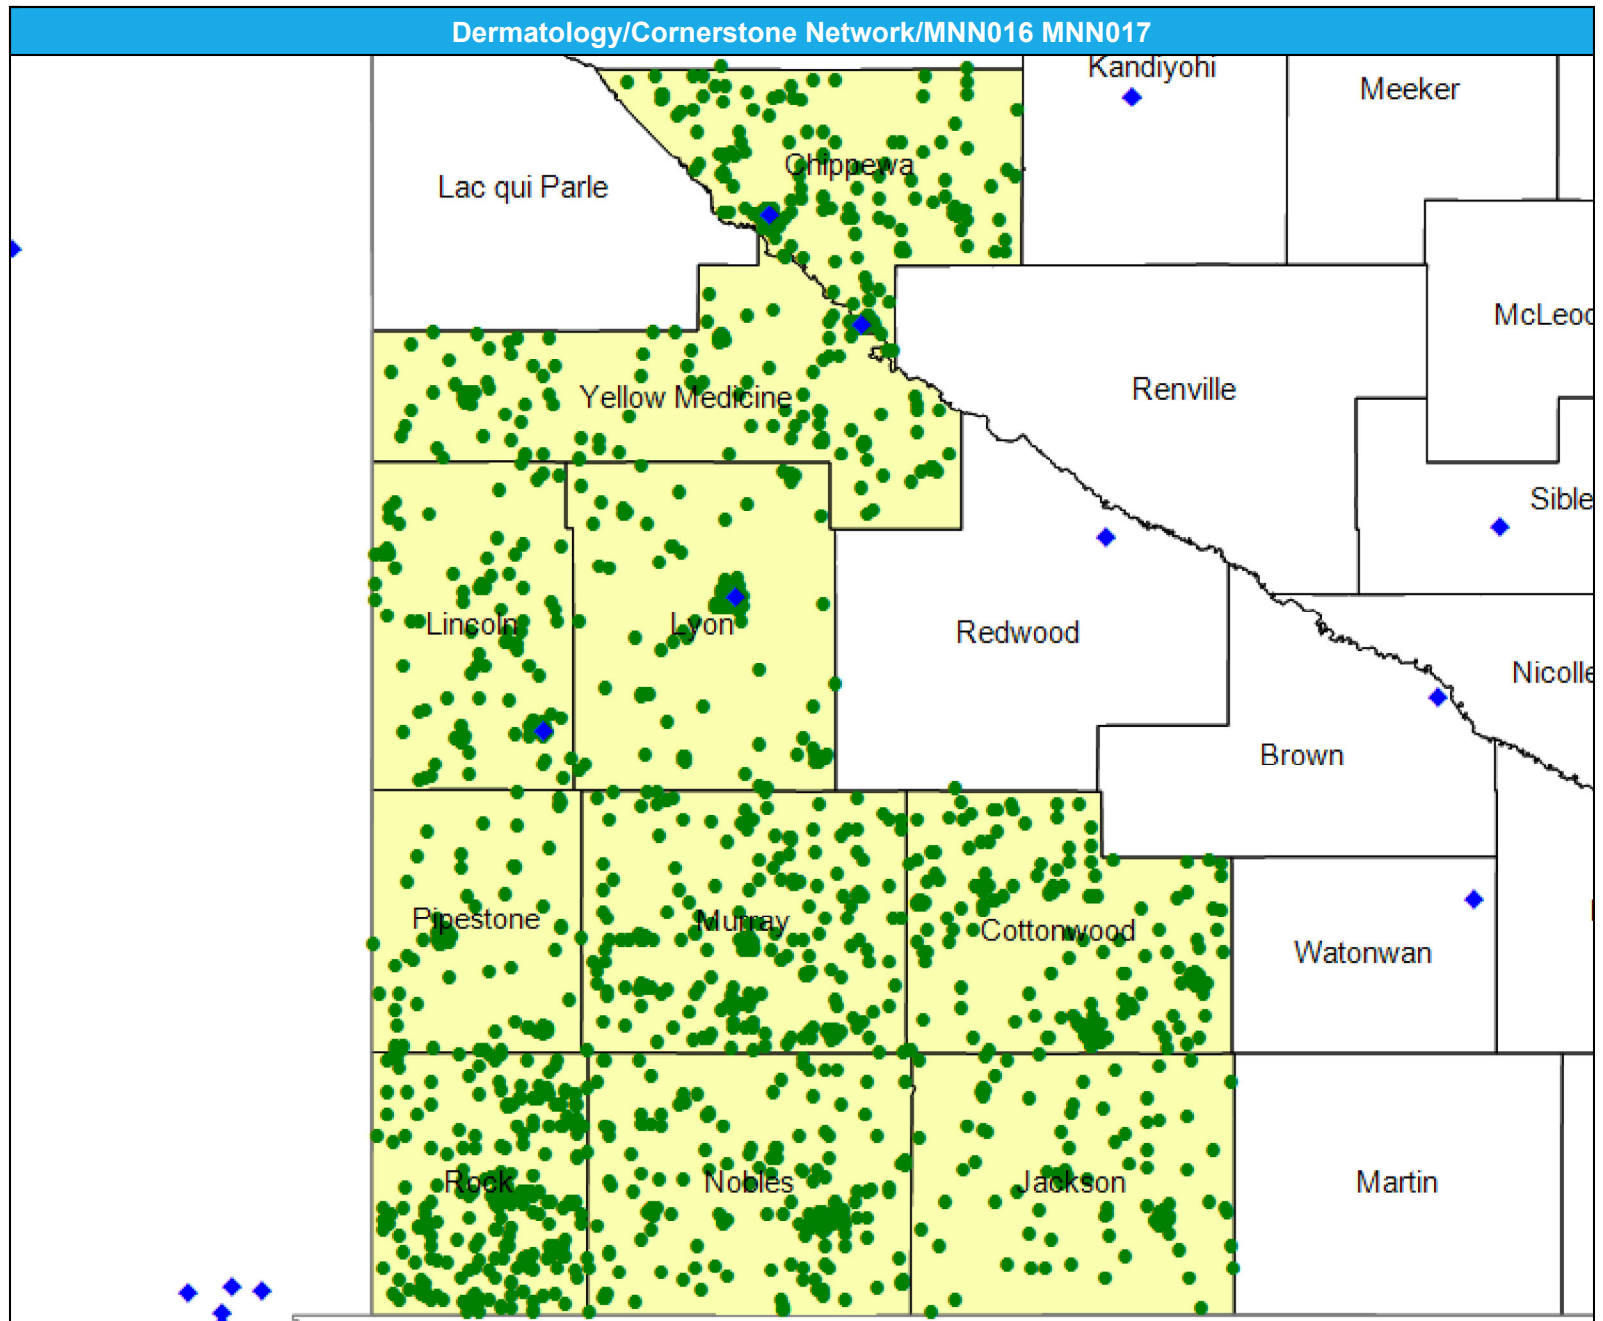 Dermatology/Cornerstone Network/MNN016 MNN017
Kandiyohi
Meeker
Chippewa
Lac qui Parle
McLeod
Renville
Yellow Medicine
Sible
Lincoln
Lyon
Redwood
Nicolle
Brown
Pipestone
Murray
Cottonwood
Watonwan
Rock
Nobles
Jackson
Martin